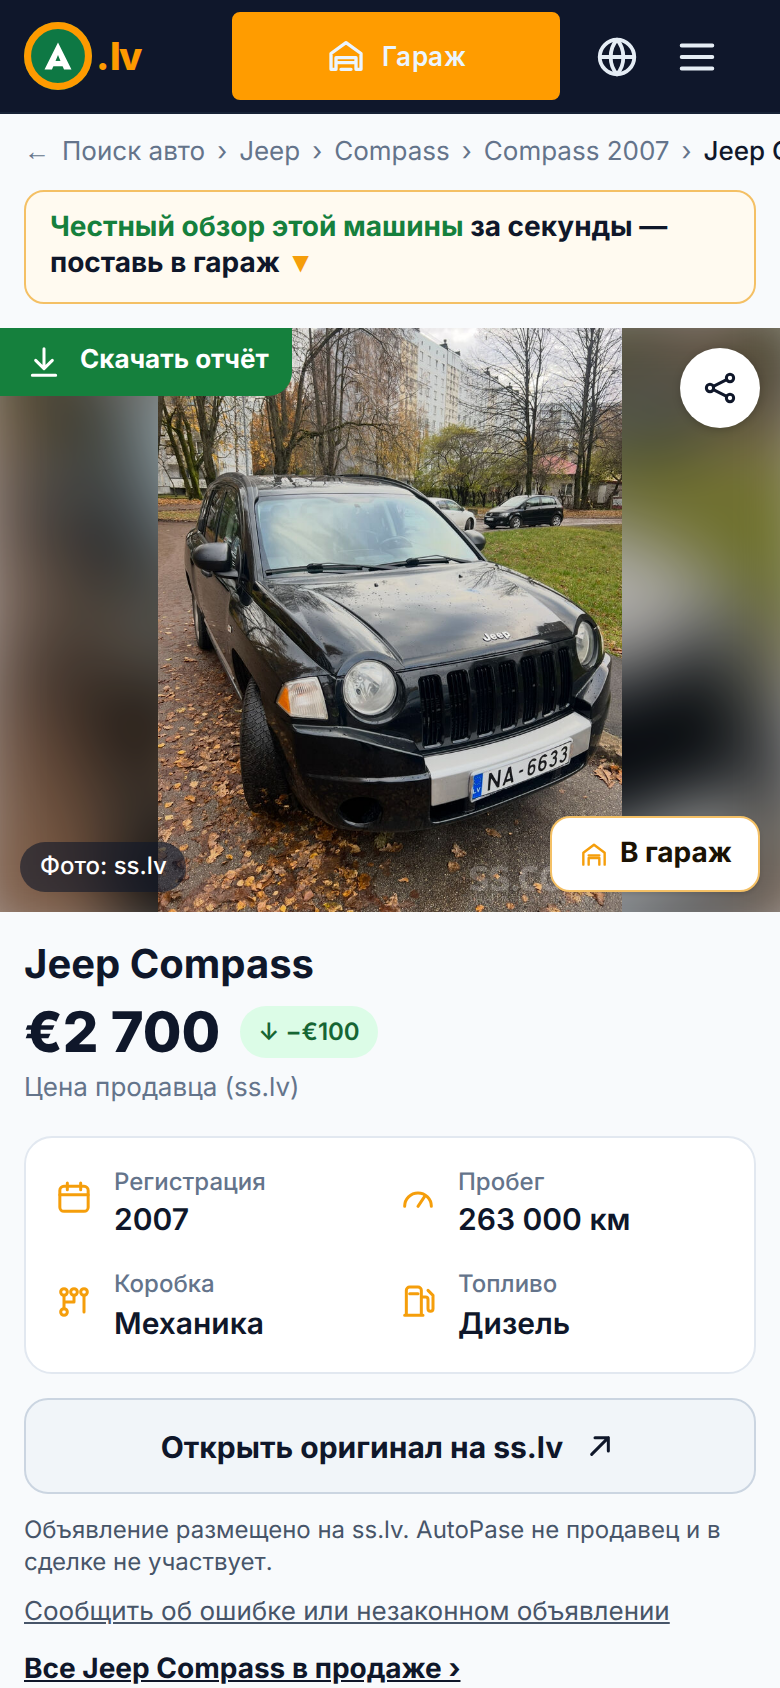 A .lv
Гараж
← Поиск авто › Jeep › Compass › Compass 2007 › Jeep
Честный обзор этой машины за секунды —
поставь в гараж ▼
Скачать отчёт
Jeep
NA-6633
LV
Фото: ss.lv
В гараж
Jeep Compass
€2 700
↓ −€100
Цена продавца (ss.lv)
Регистрация
2007
Пробег
263 000 км
Коробка
Механика
Топливо
Дизель
Открыть оригинал на ss.lv ↗
Объявление размещено на ss.lv. AutoPase не продавец и в
сделке не участвует.
Сообщить об ошибке или незаконном объявлении
Все Jeep Compass в продаже ›